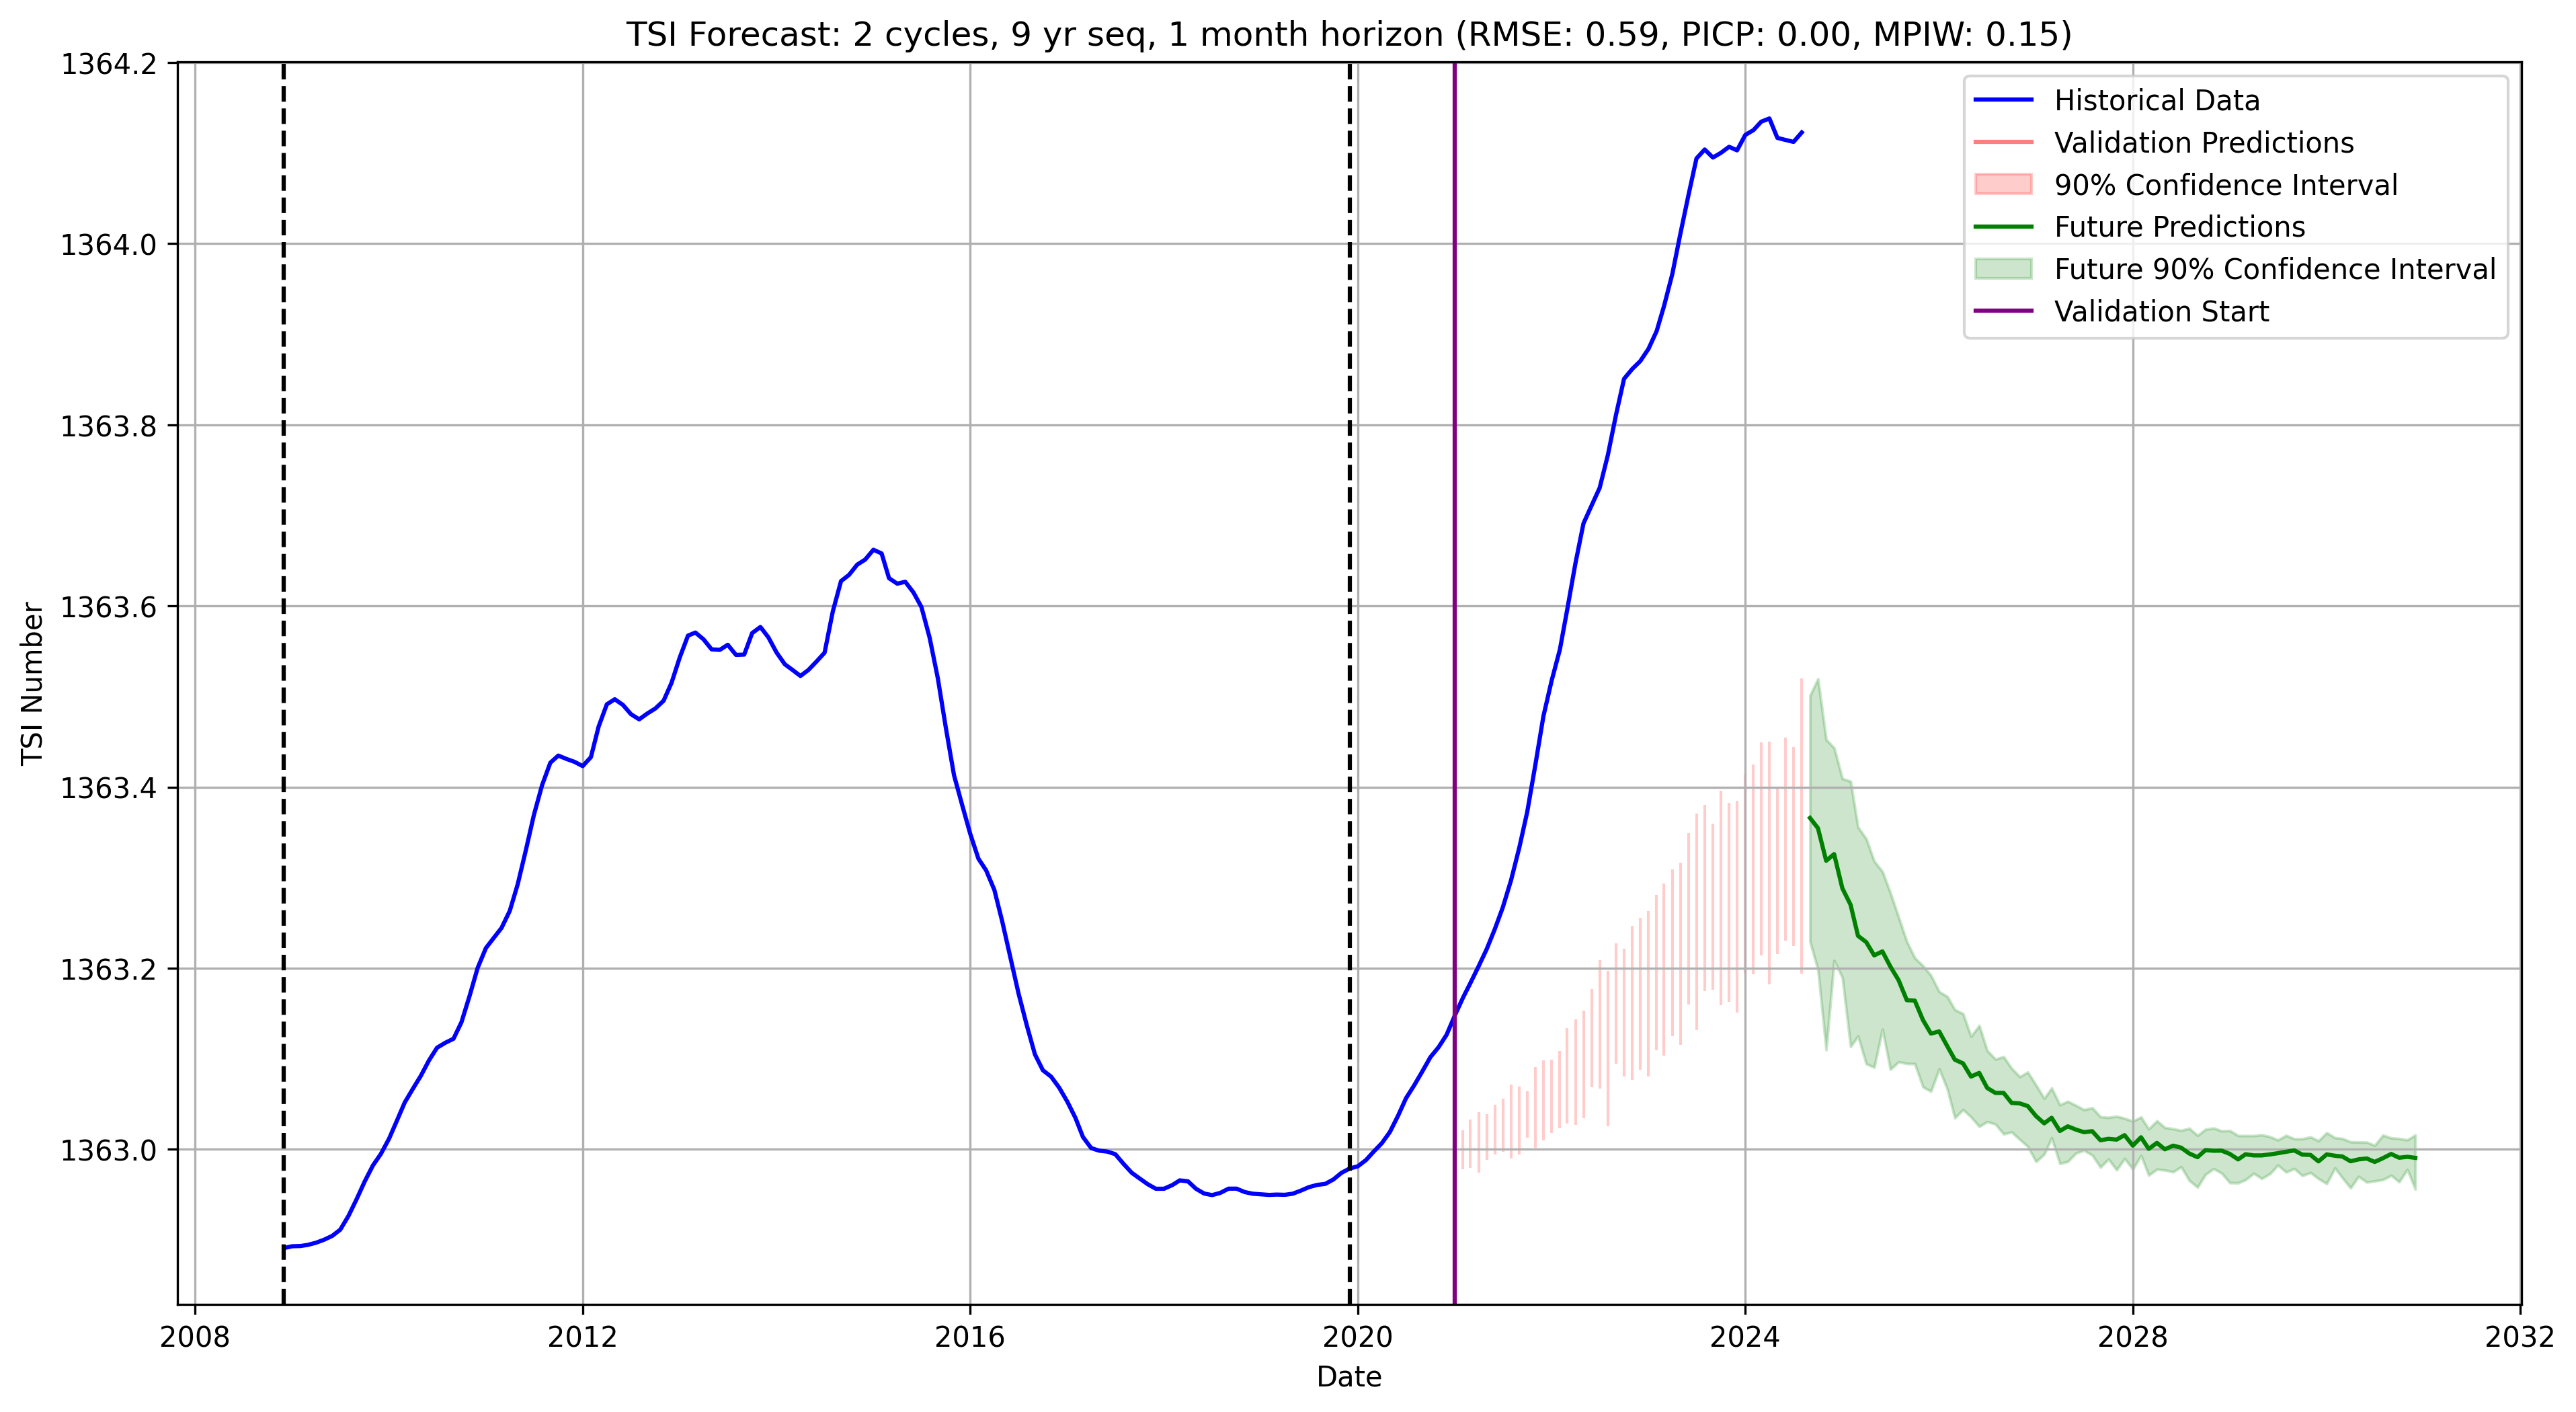 TSI Forecast: 2 cycles, 9 yr seq, 1 month horizon (RMSE: 0.59, PICP: 0.00, MPIW: 0.15)
1364.2
1364.0
1363.8
1363.6
1363.4
1363.2
1363.0
TSI Number
Historical Data
Validation Predictions
90% Confidence Interval
Future Predictions
Future 90% Confidence Interval
Validation Start
2008 2012 2016 2020 2024 2028 2032
Date